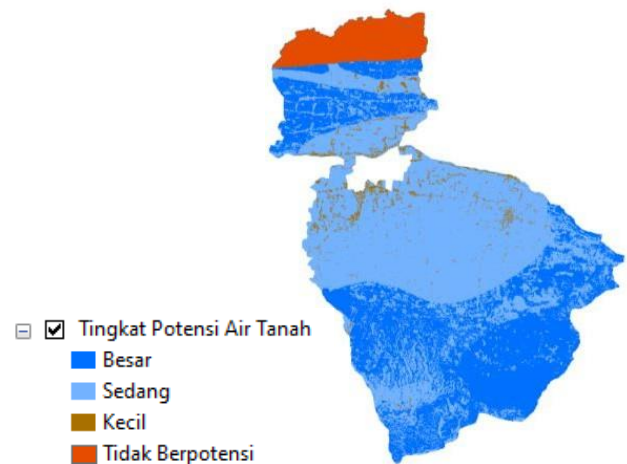 Tingkat Potensi Air Tanah
Besar
Sedang
Kecil
Tidak Berpotensi